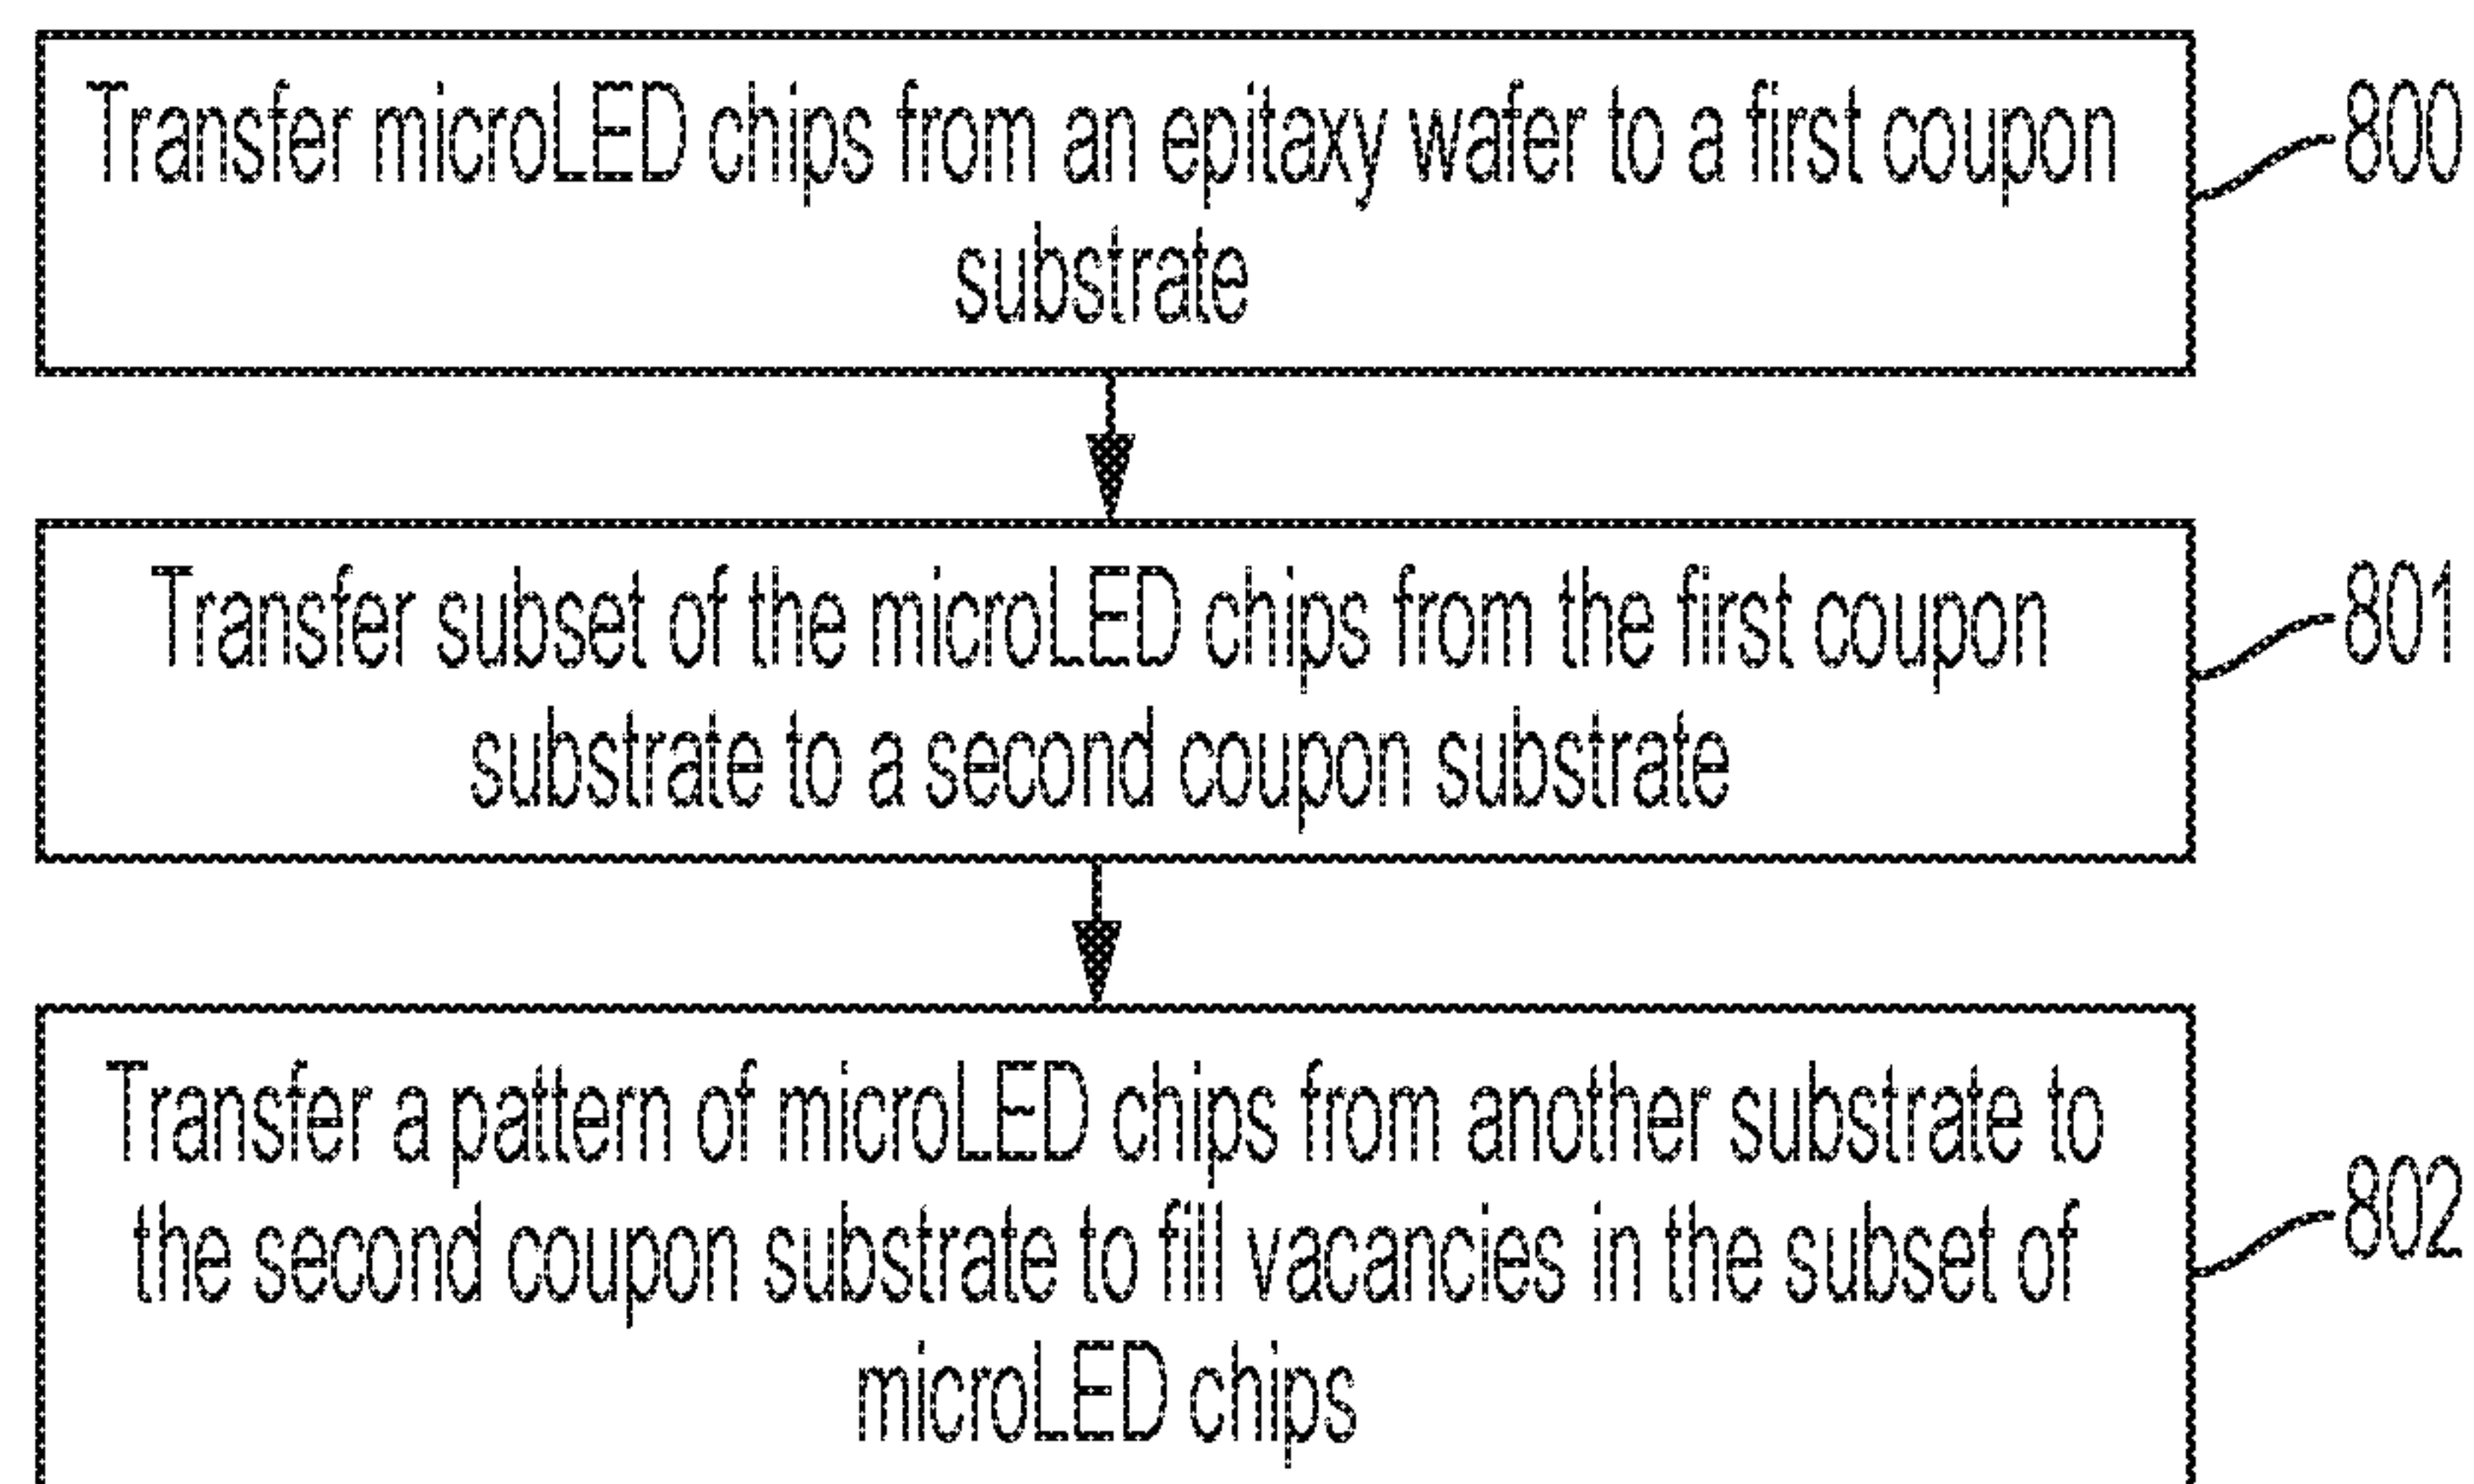 Transfer microLED chips from an epitaxy wafer to a first coupon
substrate
800
Transfer subset of the microLED chips from the first coupon
substrate to a second coupon substrate
801
Transfer a pattern of microLED chips from another substrate to
the second coupon substrate to fill vacancies in the subset of
microLED chips
802